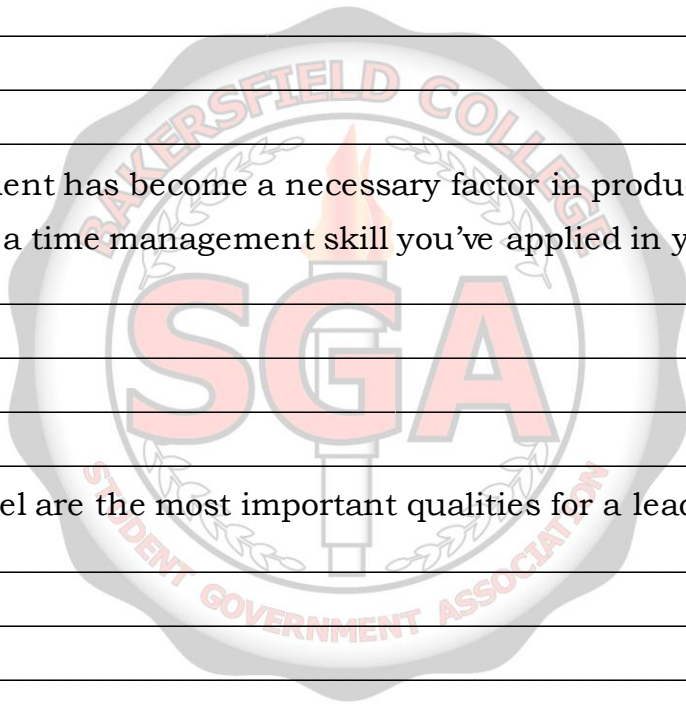 BAKERSFIELD COLLEGE
ent has become a necessary factor in produ
a time management skill you've applied in y
SGA
el are the most important qualities for a lead
STUDENT GOVERNMENT ASSOCIATION